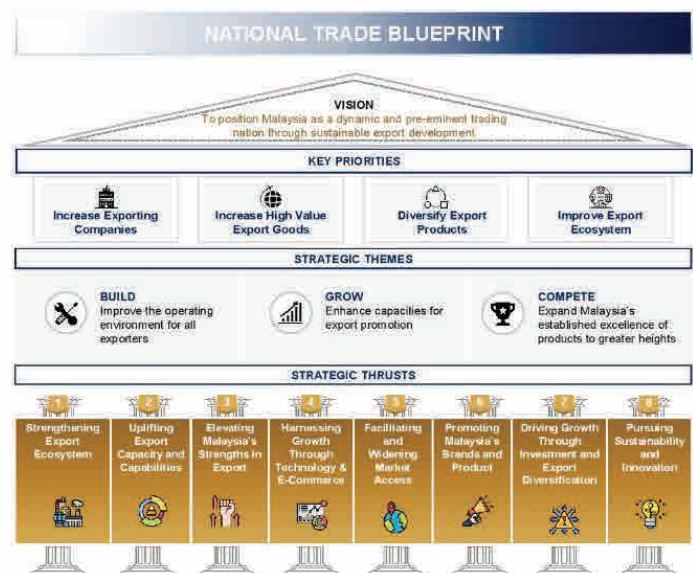 NATIONAL TRADE BLUEPRINT
VISION
To position Malaysia as a dynamic and pre-eminent trading
nation through sustainable export development
KEY PRIORITIES
Increase Exporting
Companies
Increase High Value
Export Goods
Diversify Export
Products
Improve Export
Ecosystem
STRATEGIC THEMES
BUILD
Improve the operating
environment for all
exporters
GROW
Enhance capacities for
export promotion
COMPETE
Expand Malaysia's
established excellence of
products to greater heights
STRATEGIC THRUSTS
1
Strengthening
Export
Ecosystem
2
Uplifting
Export
Capacity and
Capabilities
3
Elevating
Malaysia's
Strengths in
Export
4
Harnessing
Growth
Through
Technology &
E-Commerce
5
Facilitating
and
Widening
Market
Access
6
Promoting
Malaysia's
Brands and
Product
7
Driving Growth
Through
Investment and
Export
Diversification
8
Pursuing
Sustainability
and
Innovation